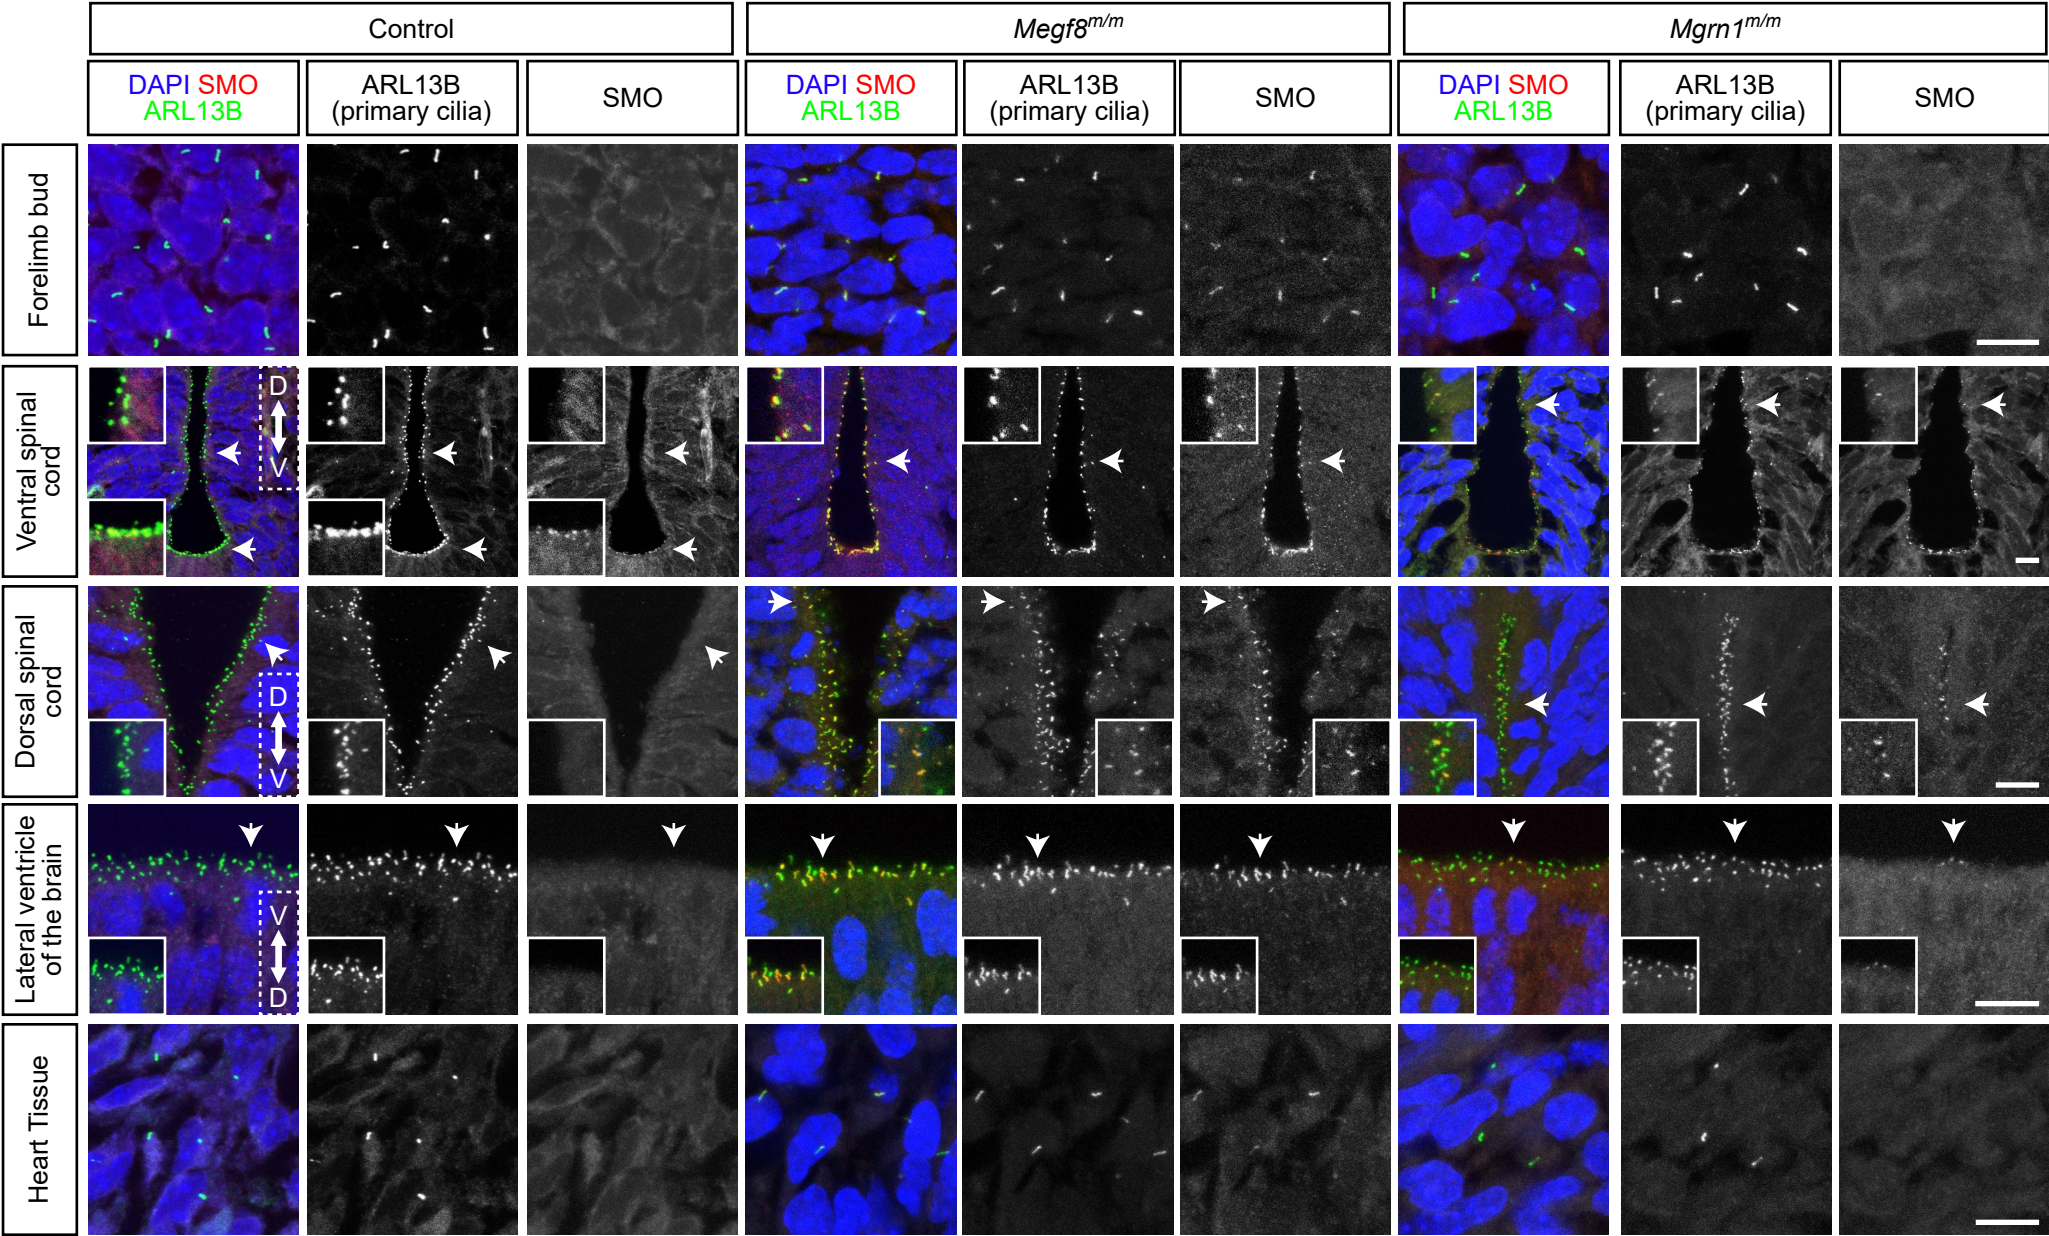 Control
Megf8m/m
Mgrn1m/m
DAPI SMO
ARL13B
ARL13B
(primary cilia)
SMO
DAPI SMO
ARL13B
ARL13B
(primary cilia)
SMO
DAPI SMO
ARL13B
ARL13B
(primary cilia)
SMO
Forelimb bud
Ventral spinal
cord
D
V
Dorsal spinal
cord
D
V
Lateral ventricle
of the brain
V
D
Heart Tissue